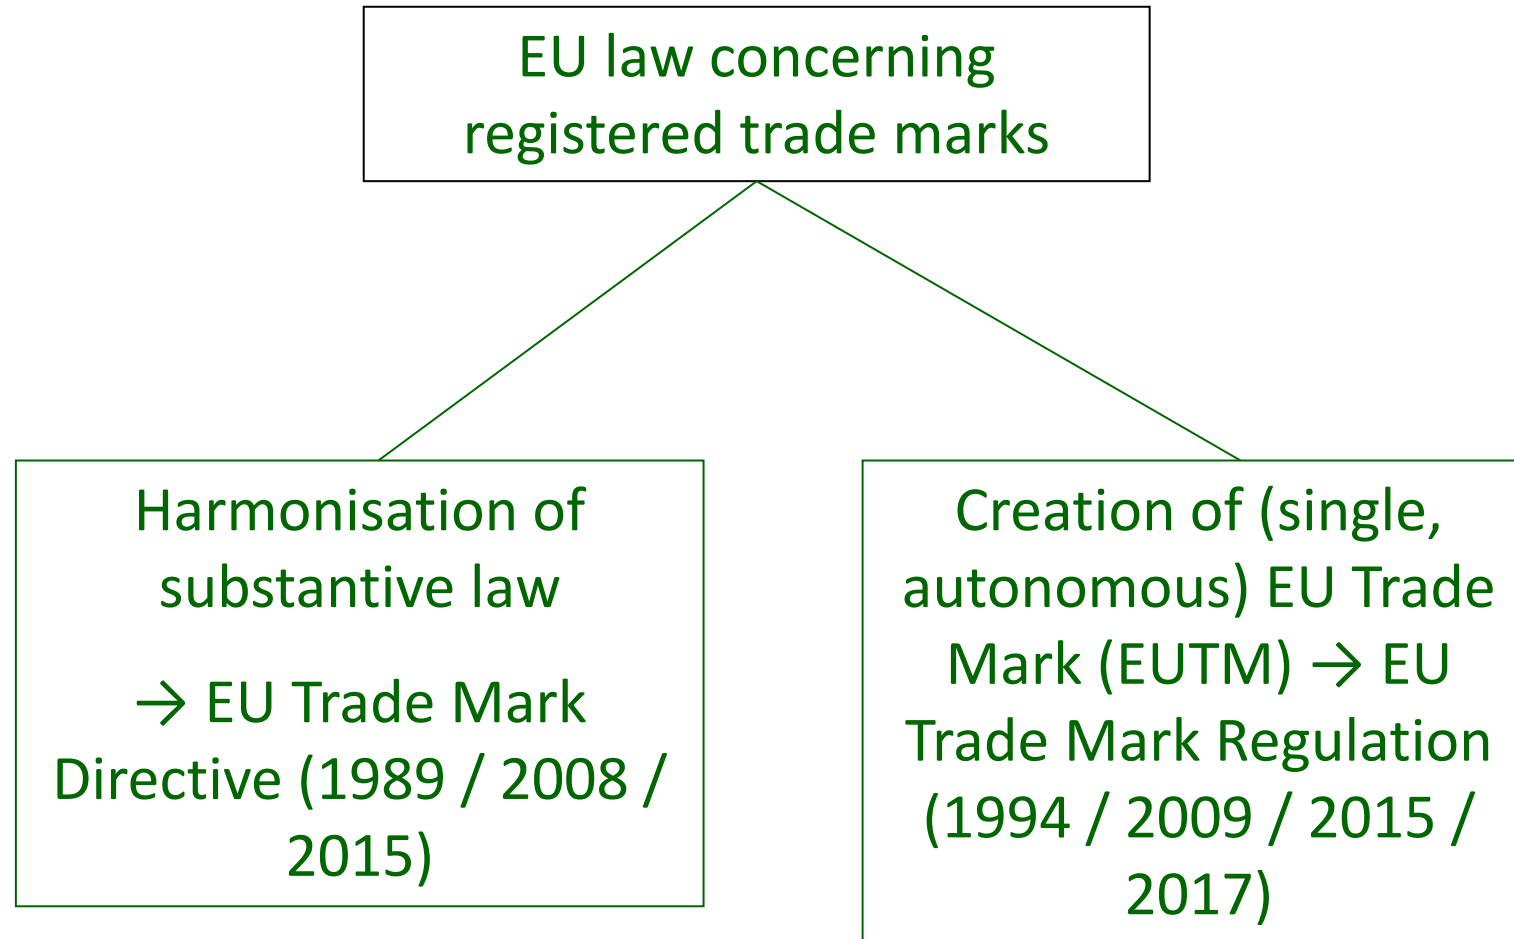 EU law concerning
registered trade marks
Harmonisation of
substantive law
→ EU Trade Mark
Directive (1989 / 2008 /
2015)
Creation of (single,
autonomous) EU Trade
Mark (EUTM) → EU
Trade Mark Regulation
(1994 / 2009 / 2015 /
2017)